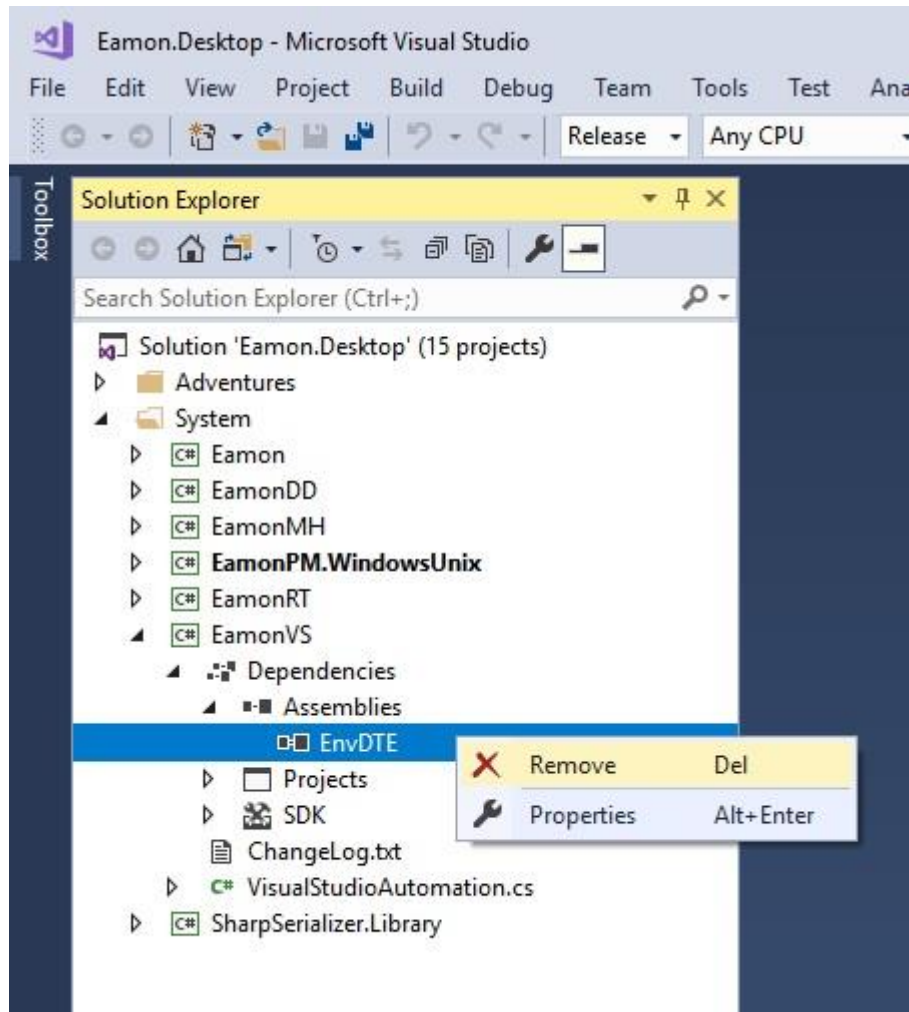 Eamon.Desktop - Microsoft Visual Studio
File Edit View Project Build Debug Team Tools Test Ana
Release Any CPU
Toolbox
Solution Explorer
Search Solution Explorer (Ctrl+;)
Solution 'Eamon.Desktop' (15 projects)
Adventures
System
C# Eamon
C# EamonDD
C# EamonMH
C# EamonPM.WindowsUnix
C# EamonRT
C# EamonVS
Dependencies
Assemblies
EnvDTE
Remove Del
Projects
SDK
Properties Alt+Enter
ChangeLog.txt
C# VisualStudioAutomation.cs
C# SharpSerializer.Library